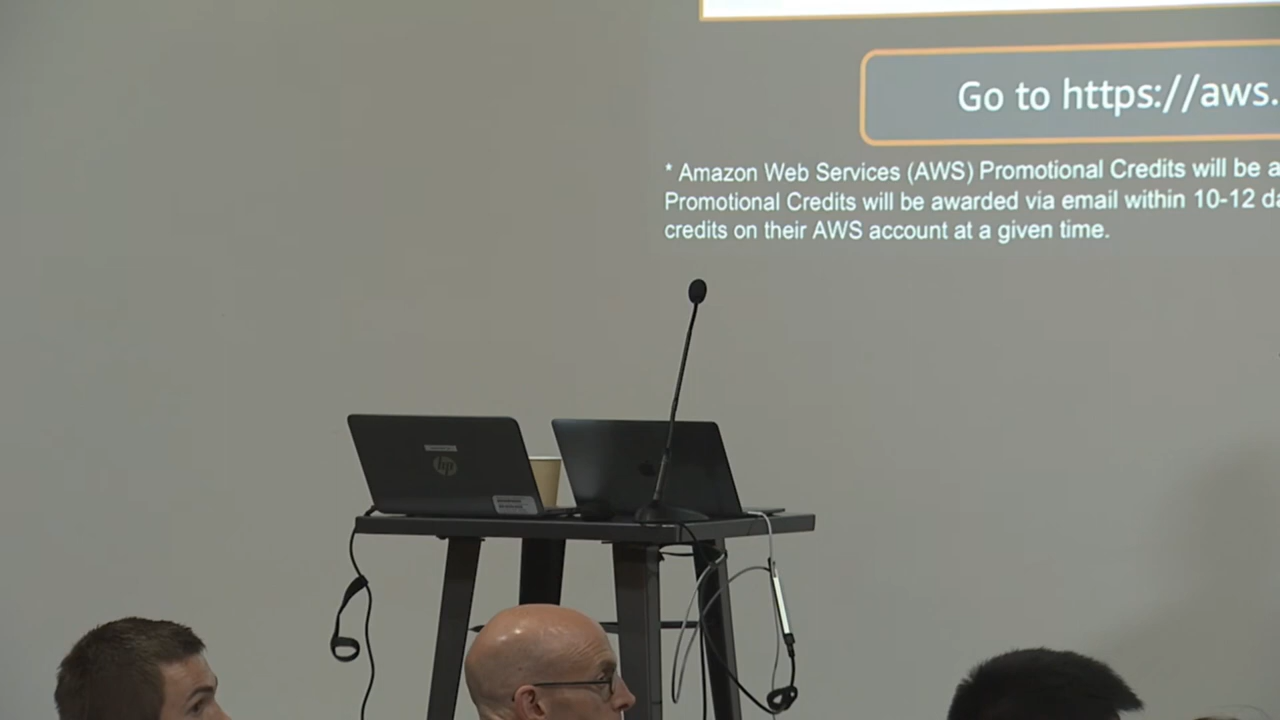 Go to https://aws.
* Amazon Web Services (AWS) Promotional Credits will be a
Promotional Credits will be awarded via email within 10-12 da
credits on their AWS account at a given time.
hp